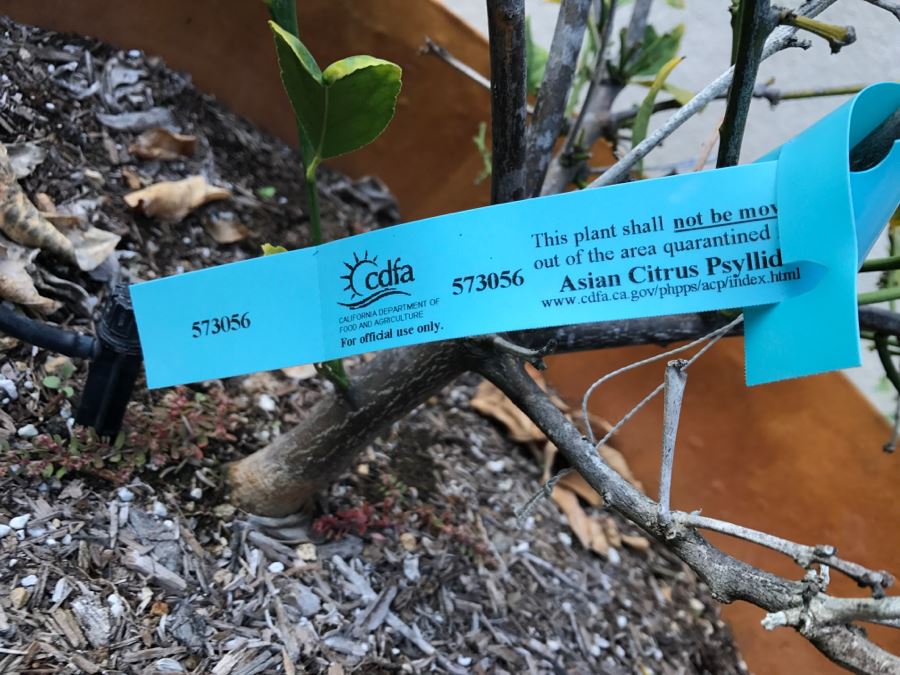 573056
cdfa
CALIFORNIA DEPARTMENT OF
FOOD AND AGRICULTURE
For official use only.
573056
This plant shall not be mov
out of the area quarantined
Asian Citrus Psyllid
www.cdfa.ca.gov/phpps/acp/index.html